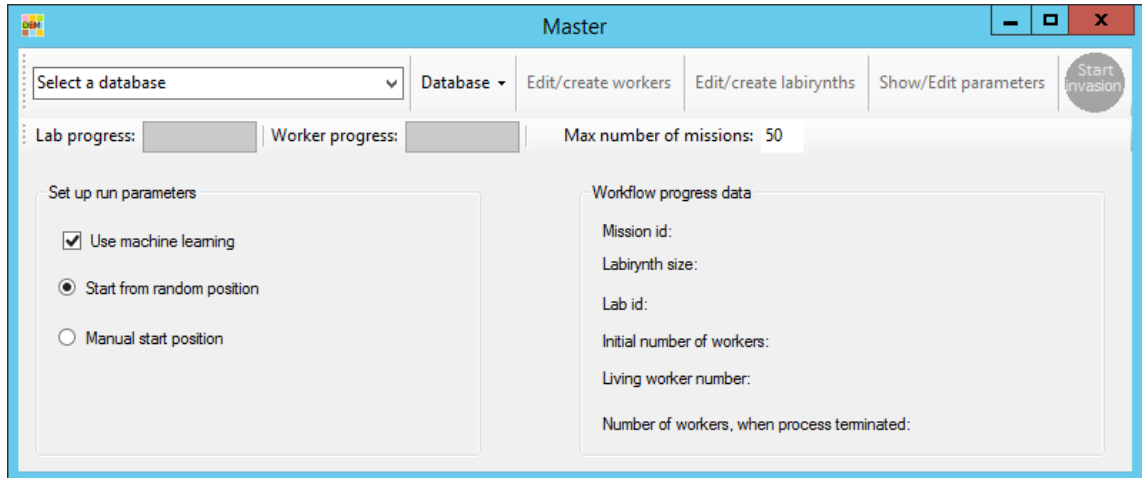 DEM
Master
Select a database
Database
Edit/create workers
Edit/create labirynths
Show/Edit parameters
Start
invasion
Lab progress:
Worker progress:
Max number of missions: 50
Set up run parameters
Use machine learning
Start from random position
Manual start position
Workflow progress data
Mission id:
Labirynth size:
Lab id:
Initial number of workers:
Living worker number:
Number of workers, when process terminated: